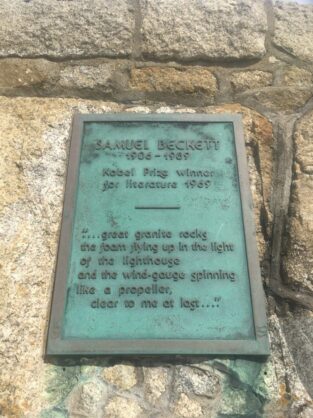 SAMUEL BECKETT
1906 - 1989
Nobel Prize winner
for literature 1969
"....great granite rocks
the foam flying up in the light
of the lighthouse
and the wind-gauge spinning
like a propeller,
clear to me at last...."